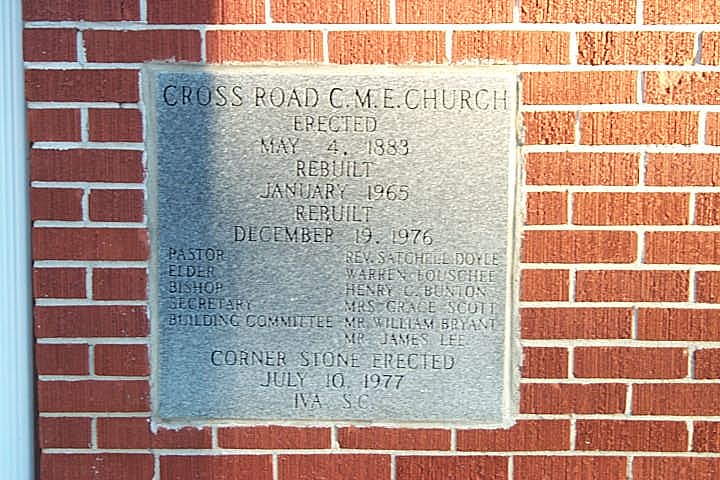 CROSS ROAD C.M.E. CHURCH
ERECTED
MAY 4, 1883
REBUILT
JANUARY 1965
REBUILT
DECEMBER 19, 1976
PASTOR REV. SATCHELL DOYLE
ELDER WARREN LOUSCHEE
BISHOP HENRY C. BUNTON
SECRETARY MRS. GRACE SCOTT
BUILDING COMMITTEE MR. WILLIAM BRYANT
MR. JAMES LEE
CORNER STONE ERECTED
JULY 10, 1977
IVA S.C.